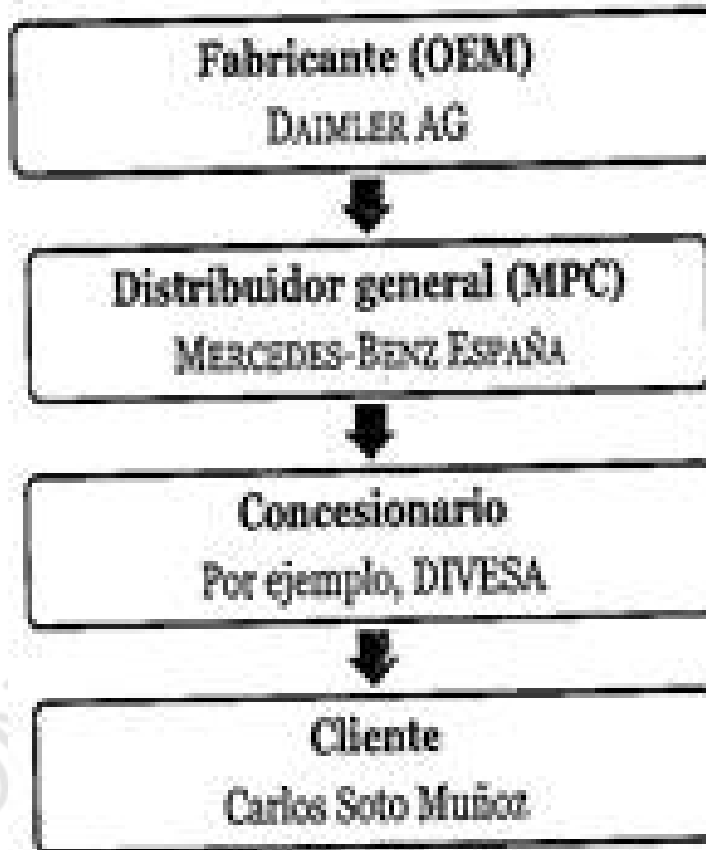 Fabricante (OEM)
DAIMLER AG
Distribuidor general (MPC)
MERCEDES-BENZ ESPAÑA
Concesionario
Por ejemplo, DIVESA
Cliente
Carlos Soto Muñoz